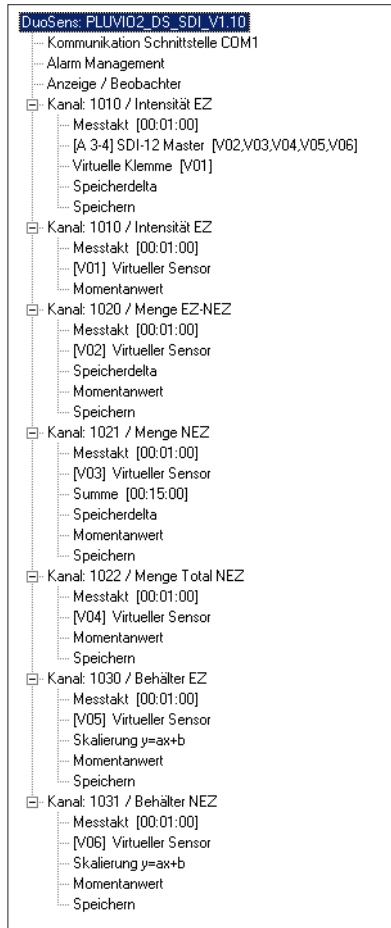 DuoSens: PLUVIO2_DS_SDI_V1.10
Kommunikation Schnittstelle COM1
Alarm Management
Anzeige / Beobachter
Kanal: 1010 / Intensität EZ
Messtakt [00:01:00]
[A 3-4] SDI-12 Master [V02,V03,V04,V05,V06]
Virtuelle Klemme [V01]
Speicherdelta
Speichern
Kanal: 1010 / Intensität EZ
Messtakt [00:01:00]
[V01] Virtueller Sensor
Momentanwert
Kanal: 1020 / Menge EZ-NEZ
Messtakt [00:01:00]
[V02] Virtueller Sensor
Speicherdelta
Momentanwert
Speichern
Kanal: 1021 / Menge NEZ
Messtakt [00:01:00]
[V03] Virtueller Sensor
Summe [00:15:00]
Speicherdelta
Momentanwert
Speichern
Kanal: 1022 / Menge Total NEZ
Messtakt [00:01:00]
[V04] Virtueller Sensor
Momentanwert
Speichern
Kanal: 1030 / Behälter EZ
Messtakt [00:01:00]
[V05] Virtueller Sensor
Skalierung y=ax+b
Momentanwert
Speichern
Kanal: 1031 / Behälter NEZ
Messtakt [00:01:00]
[V06] Virtueller Sensor
Skalierung y=ax+b
Momentanwert
Speichern